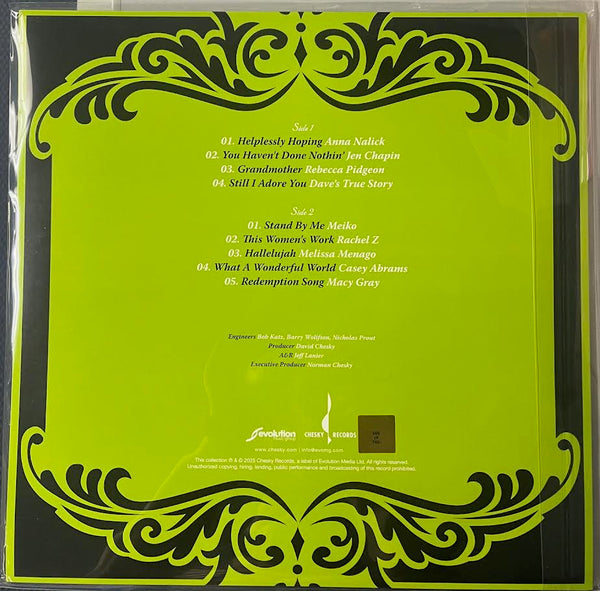 Side 1
01. Helplessly Hoping Anna Nalick
02. You Haven't Done Nothin' Jen Chapin
03. Grandmother Rebecca Pidgeon
04. Still I Adore You Dave's True Story
Side 2
01. Stand By Me Meiko
02. This Women's Work Rachel Z
03. Hallelujah Melissa Menago
04. What A Wonderful World Casey Abrams
05. Redemption Song Macy Gray
Engineers Bob Katz, Barry Wolifson, Nicholas Prout
Producer David Chesky
A&R Jeff Lanier
Executive Producer Norman Chesky
evolution
CHESKY RECORDS
www.chesky.com | info@evosmg.com
This collection ℗ & © 2023 Chesky Records, a label of Evolution Media Ltd. All rights reserved.
Unauthorized copying, hiring, lending, public performance and broadcasting of this record prohibited.